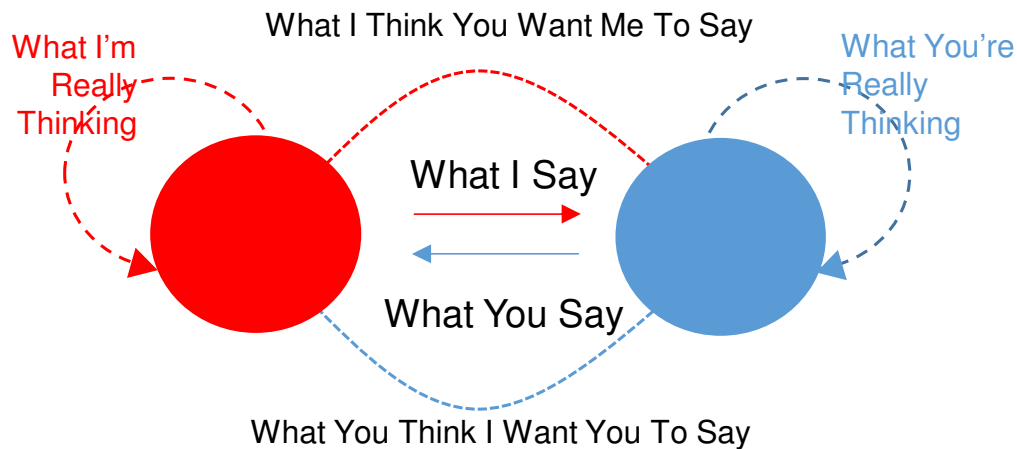 What I Think You Want Me To Say
What I'm
Really
Thinking
What You're
Really
Thinking
What I Say
What You Say
What You Think I Want You To Say